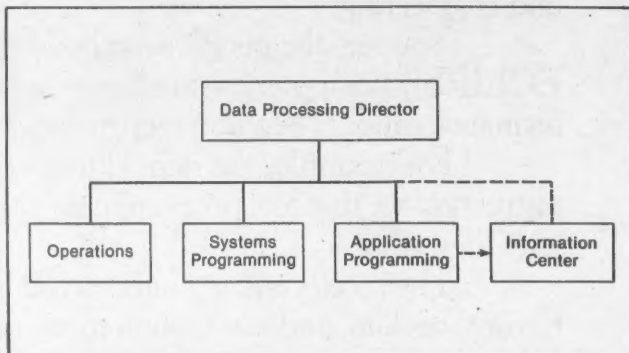 Data Processing Director
Operations
Systems
Programming
Application
Programming
Information
Center